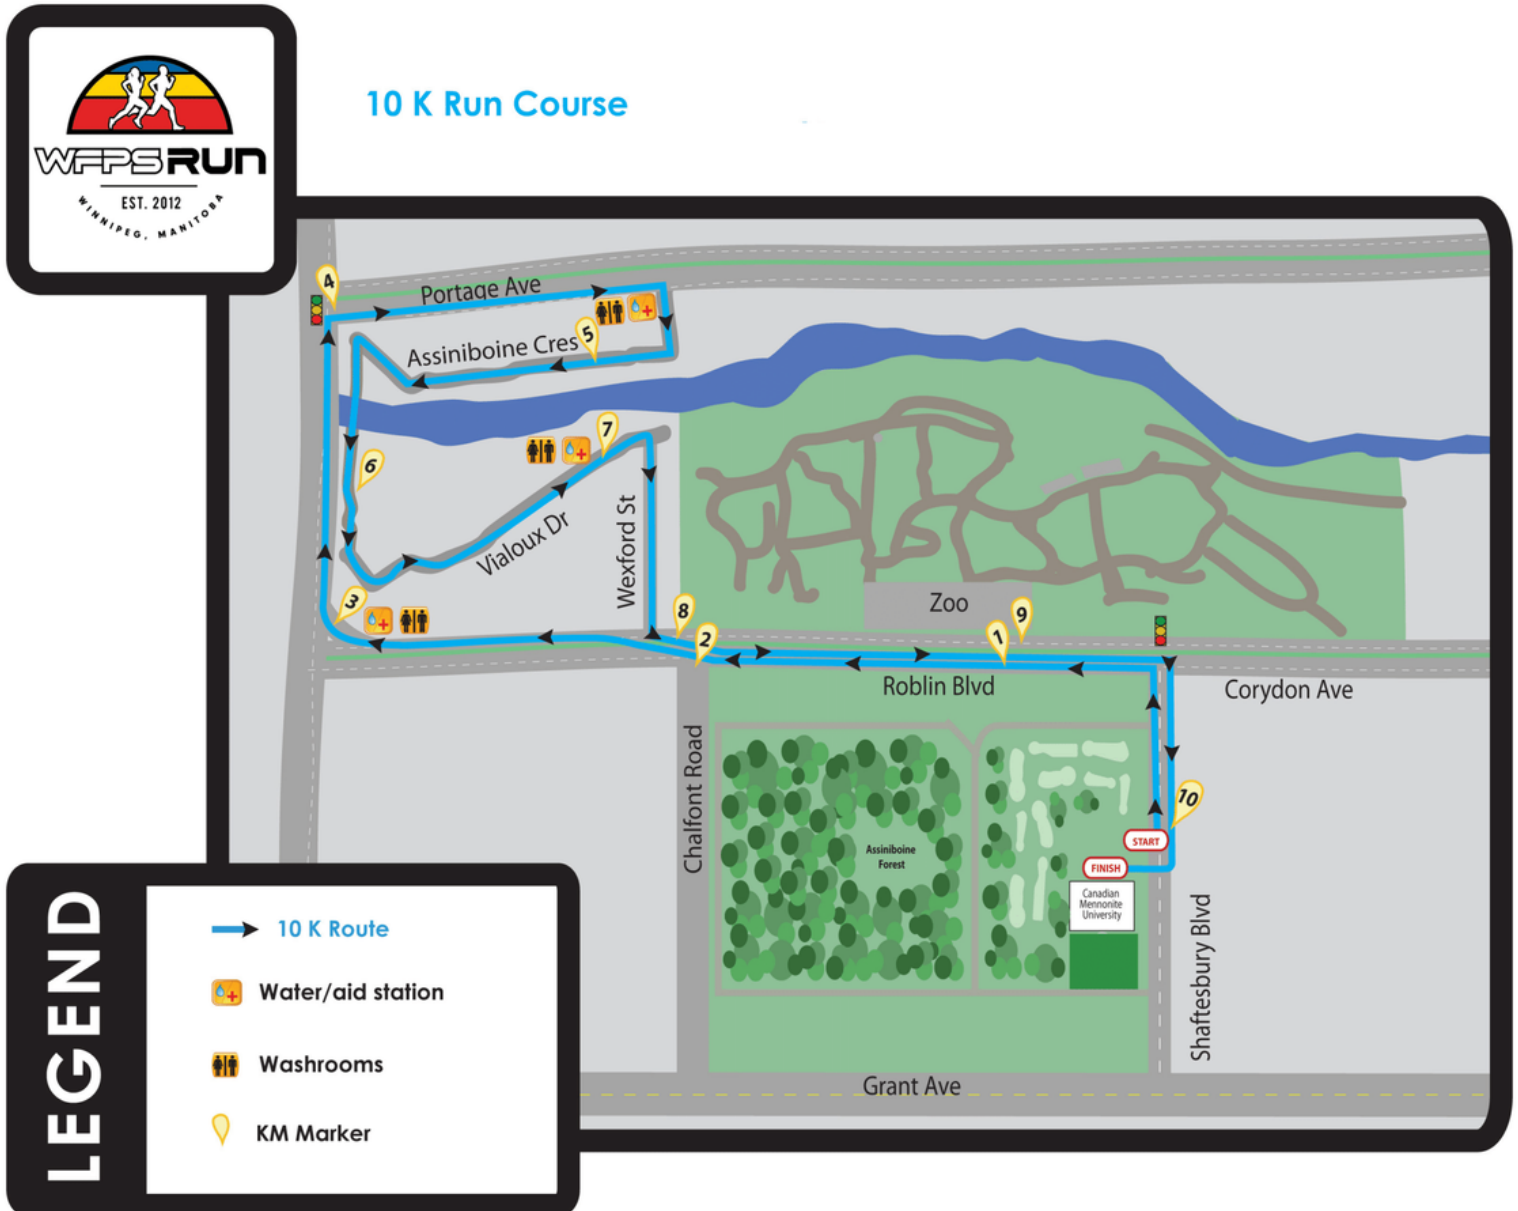 WFPS RUN
EST. 2012
WINNIPEG, MANITOBA
10 K Run Course
4
Portage Ave
5
Assiniboine Cres
7
6
Vialoux Dr
Wexford St
3
8
2
Zoo
9
1
Roblin Blvd
Corydon Ave
Chalfont Road
10
START
FINISH
Assiniboine
Forest
Canadian
Mennonite
University
Shaftesbury Blvd
Grant Ave
LEGEND
10 K Route
Water/aid station
Washrooms
KM Marker